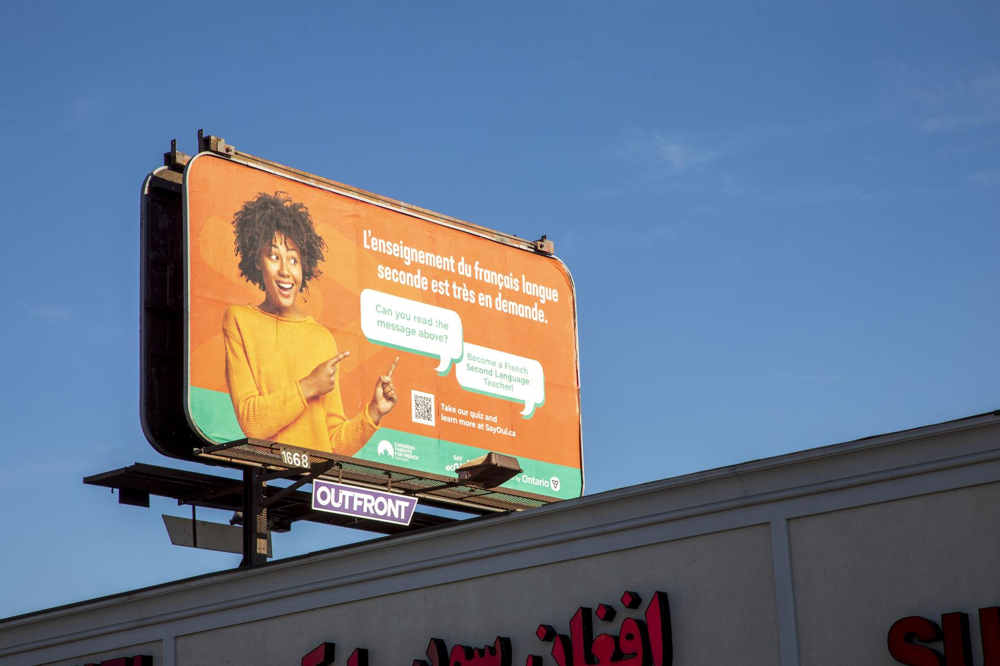 L'enseignement du français langue
seconde est très en demande.
Can you read the
message above?
Become a French
Second Language
Teacher!
Take our quiz and
learn more at SayOui.ca
CANADIAN
PARENTS
FOR FRENCH
ONTARIO
SAY
by Ontario
1668
OUTFRONT
افغان سوپر